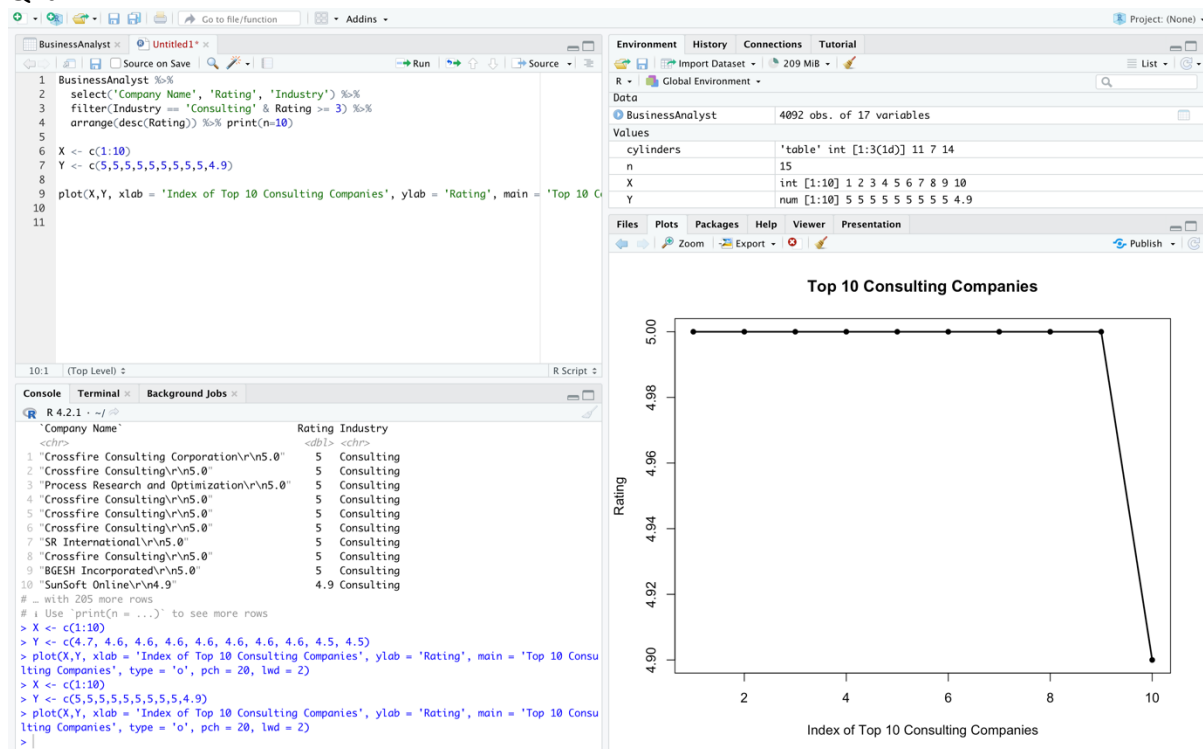 Go to file/function
Addins
Project: (None)
BusinessAnalyst
Untitled1*
Source on Save
Run
Source
1 BusinessAnalyst %>%
2 select('Company Name', 'Rating', 'Industry') %>%
3 filter(Industry == 'Consulting' & Rating >= 3) %>%
4 arrange(desc(Rating)) %>% print(n=10)
5
6 X <- c(1:10)
7 Y <- c(5,5,5,5,5,5,5,5,5,4.9)
8
9 plot(X,Y, xlab = 'Index of Top 10 Consulting Companies', ylab = 'Rating', main = 'Top 10 Co
10
11
10:1 (Top Level) R Script
Console Terminal Background Jobs
R 4.2.1 · ~/
`Company Name` Rating Industry
<chr> <dbl> <chr>
1 "Crossfire Consulting Corporation\r\n5.0" 5 Consulting
2 "Crossfire Consulting\r\n5.0" 5 Consulting
3 "Process Research and Optimization\r\n5.0" 5 Consulting
4 "Crossfire Consulting\r\n5.0" 5 Consulting
5 "Crossfire Consulting\r\n5.0" 5 Consulting
6 "Crossfire Consulting\r\n5.0" 5 Consulting
7 "SR International\r\n5.0" 5 Consulting
8 "Crossfire Consulting\r\n5.0" 5 Consulting
9 "BGESH Incorporated\r\n5.0" 5 Consulting
10 "SunSoft Online\r\n4.9" 4.9 Consulting
# … with 205 more rows
# ℹ Use `print(n = ...)` to see more rows
> X <- c(1:10)
> Y <- c(4.7, 4.6, 4.6, 4.6, 4.6, 4.6, 4.6, 4.6, 4.5, 4.5)
> plot(X,Y, xlab = 'Index of Top 10 Consulting Companies', ylab = 'Rating', main = 'Top 10 Consu
lting Companies', type = 'o', pch = 20, lwd = 2)
> X <- c(1:10)
> Y <- c(5,5,5,5,5,5,5,5,5,4.9)
> plot(X,Y, xlab = 'Index of Top 10 Consulting Companies', ylab = 'Rating', main = 'Top 10 Consu
lting Companies', type = 'o', pch = 20, lwd = 2)
>
Environment History Connections Tutorial
Import Dataset 209 MiB List
R Global Environment
Data
BusinessAnalyst 4092 obs. of 17 variables
Values
cylinders 'table' int [1:3(1d)] 11 7 14
n 15
X int [1:10] 1 2 3 4 5 6 7 8 9 10
Y num [1:10] 5 5 5 5 5 5 5 5 5 4.9
Files Plots Packages Help Viewer Presentation
Zoom Export Publish
Top 10 Consulting Companies
5.00
4.98
4.96
4.94
4.92
4.90
Rating
2 4 6 8 10
Index of Top 10 Consulting Companies